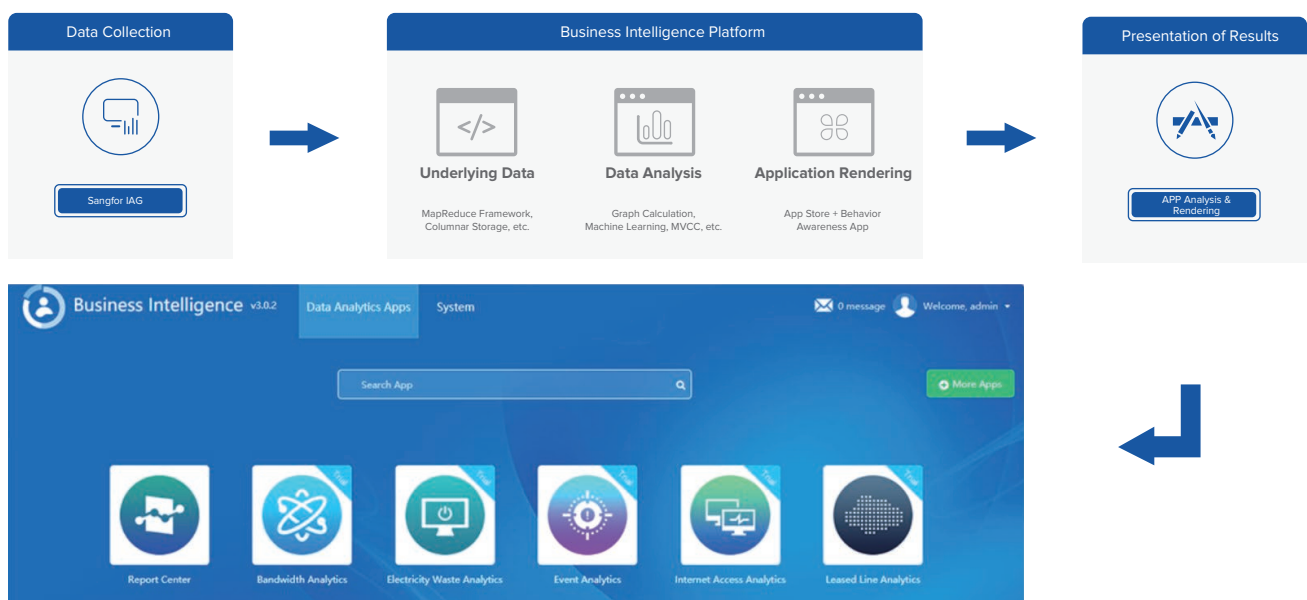 Data Collection
Sangfor IAG
Business Intelligence Platform
</>
Underlying Data
MapReduce Framework,
Columnar Storage, etc.
Data Analysis
Graph Calculation,
Machine Learning, MVCC, etc.
Application Rendering
App Store + Behavior
Awareness App
Presentation of Results
APP Analysis &
Rendering
Business Intelligence v3.0.2
Data Analytics Apps
System
0 message
Welcome, admin
Search App
More Apps
Report Center
Trial
Bandwidth Analytics
Trial
Electricity Waste Analytics
Trial
Event Analytics
Trial
Internet Access Analytics
Trial
Leased Line Analytics